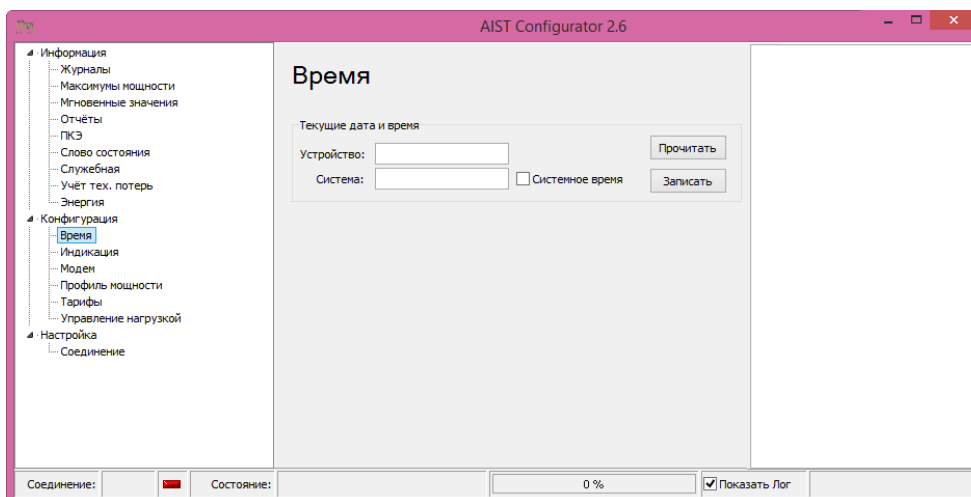 AIST Configurator 2.6
Информация
Журналы
Максимумы мощности
Мгновенные значения
Отчёты
ПКЭ
Слово состояния
Служебная
Учёт тех. потерь
Энергия
Конфигурация
Время
Индикация
Модем
Профиль мощности
Тарифы
Управление нагрузкой
Настройка
Соединение
Время
Текущие дата и время
Устройство:
Прочитать
Система:
Системное время
Записать
Соединение:
Состояние:
0 %
Показать Лог